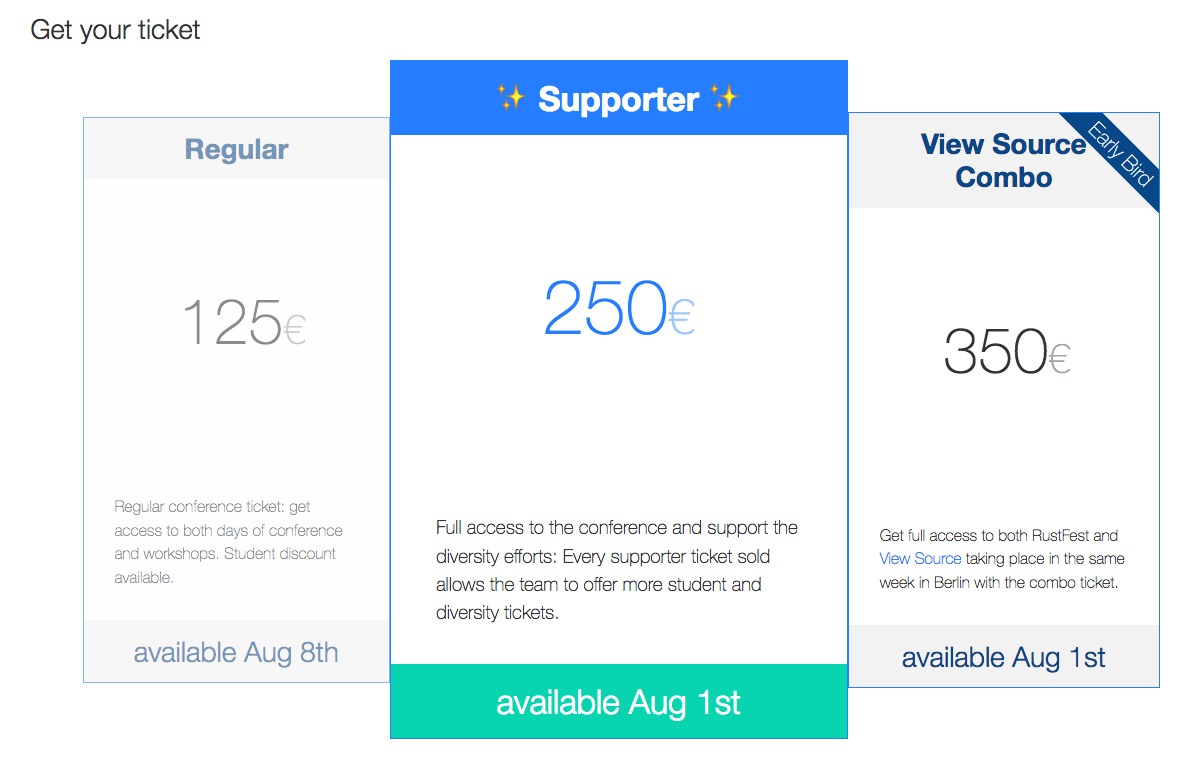 Get your ticket
Regular
125€
Regular conference ticket: get
access to both days of conference
and workshops. Student discount
available.
available Aug 8th
✨ Supporter ✨
250€
Full access to the conference and support the
diversity efforts: Every supporter ticket sold
allows the team to offer more student and
diversity tickets.
available Aug 1st
View Source
Combo
Early Bird
350€
Get full access to both RustFest and
View Source taking place in the same
week in Berlin with the combo ticket.
available Aug 1st